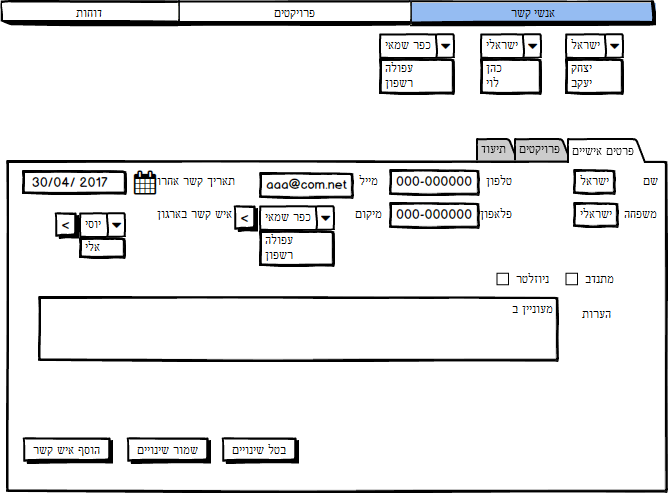 אנשי קשר
פרויקטים
דוחות
ישראל
ישראלי
כפר שמאי
יצחק
כהן
עפולה
יעקב
לוי
רשפון
פרטים אישיים
פרויקטים
תיעוד
שם
ישראל
טלפון
000-000000
מייל
aaa@com.net
תאריך קשר אחרו
30/04/ 2017
משפחה
ישראלי
פלאפון
000-000000
מיקום
כפר שמאי
<
איש קשר בארגון
יוסי
<
עפולה
אלי
רשפון
מתנדב
ניוזלטר
הערות
מעוניין ב
בטל שינויים
שמור שינויים
הוסף איש קשר